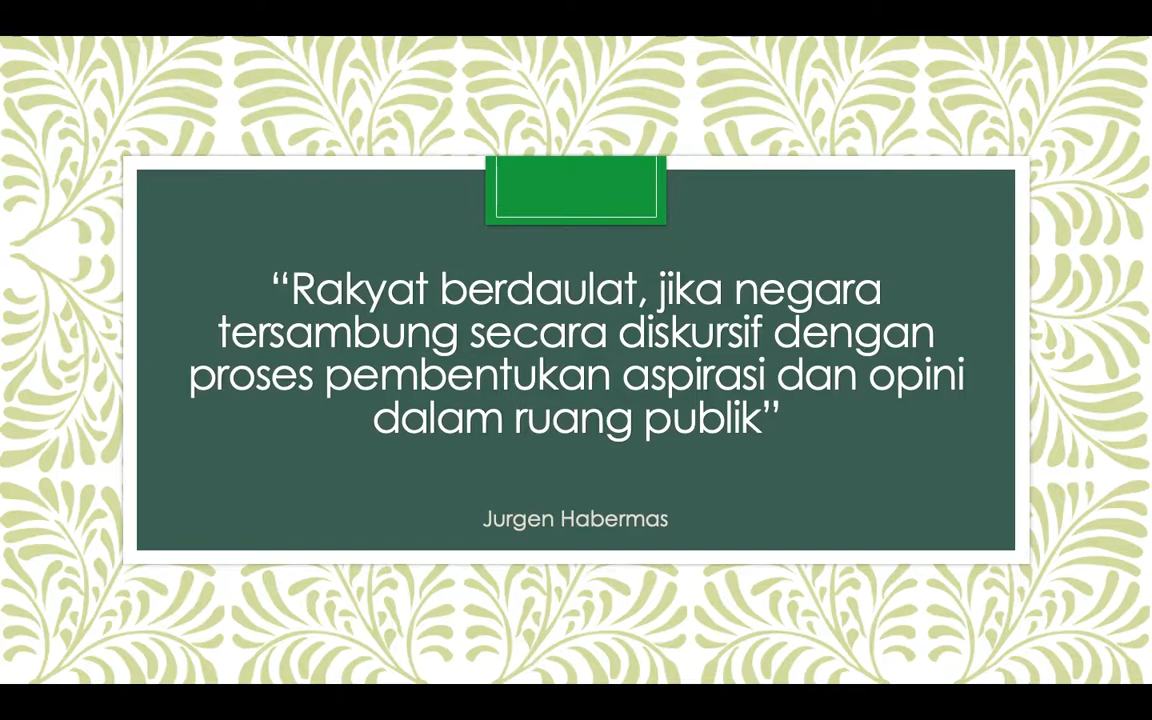 “Rakyat berdaulat, jika negara
tersambung secara diskursif dengan
proses pembentukan aspirasi dan opini
dalam ruang publik”
Jurgen Habermas